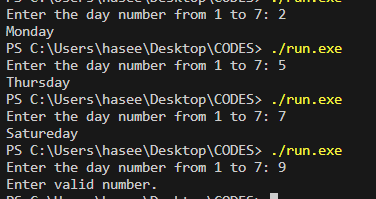 Enter the day number from 1 to 7: 2
Monday
PS C:\Users\hasee\Desktop\CODES> ./run.exe
Enter the day number from 1 to 7: 5
Thursday
PS C:\Users\hasee\Desktop\CODES> ./run.exe
Enter the day number from 1 to 7: 7
Satureday
PS C:\Users\hasee\Desktop\CODES> ./run.exe
Enter the day number from 1 to 7: 9
Enter valid number.
PS C:\Users\hasee\Desktop\CODES>